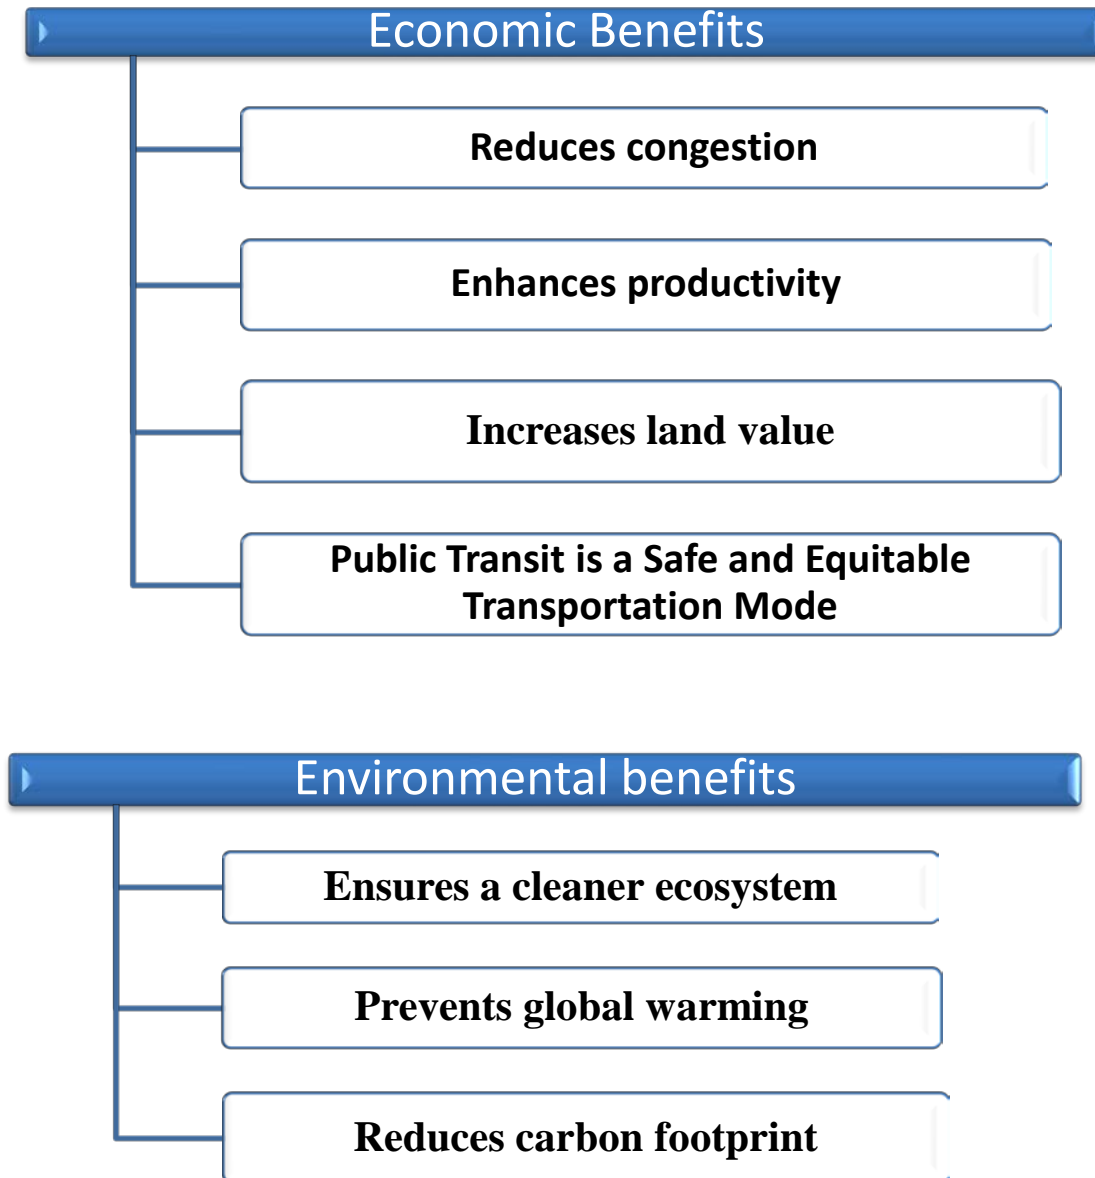 Economic Benefits
Reduces congestion
Enhances productivity
Increases land value
Public Transit is a Safe and Equitable
Transportation Mode
Environmental benefits
Ensures a cleaner ecosystem
Prevents global warming
Reduces carbon footprint